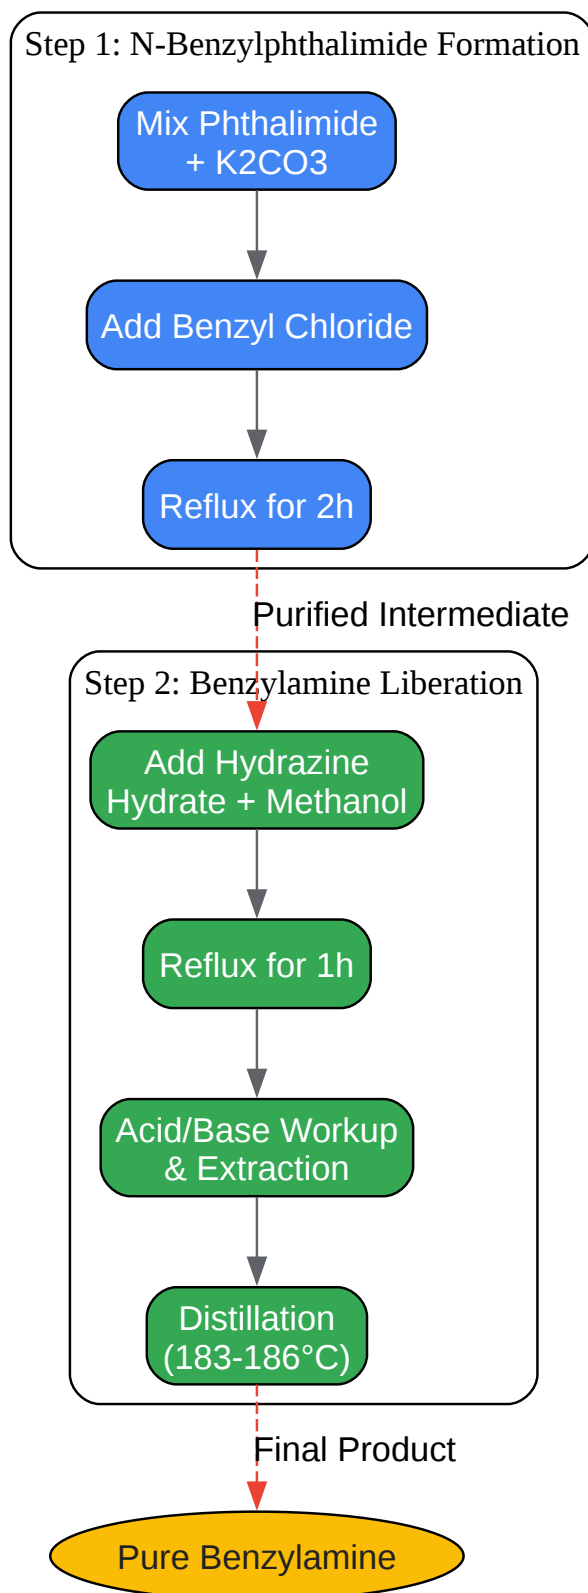 Step 1: N-Benzylphthalimide Formation
Mix Phthalimide
+ K2CO3
Add Benzyl Chloride
Reflux for 2h
Purified Intermediate
Step 2: Benzylamine Liberation
Add Hydrazine
Hydrate + Methanol
Reflux for 1h
Acid/Base Workup
& Extraction
Distillation
(183-186°C)
Final Product
Pure Benzylamine